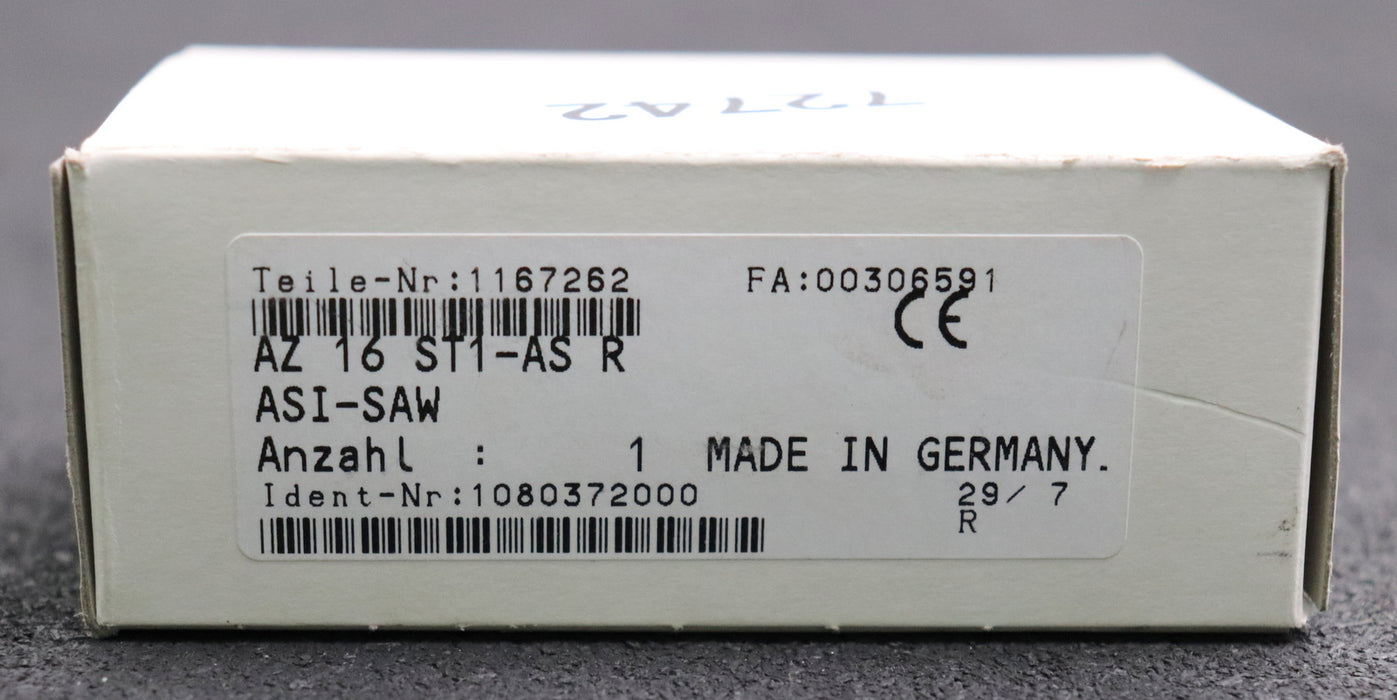 Teile-Nr:1167262 FA:00306591
CE
AZ 16 ST1-AS R
ASI-SAW
Anzahl : 1 MADE IN GERMANY.
Ident-Nr:1080372000 29/ 7
R